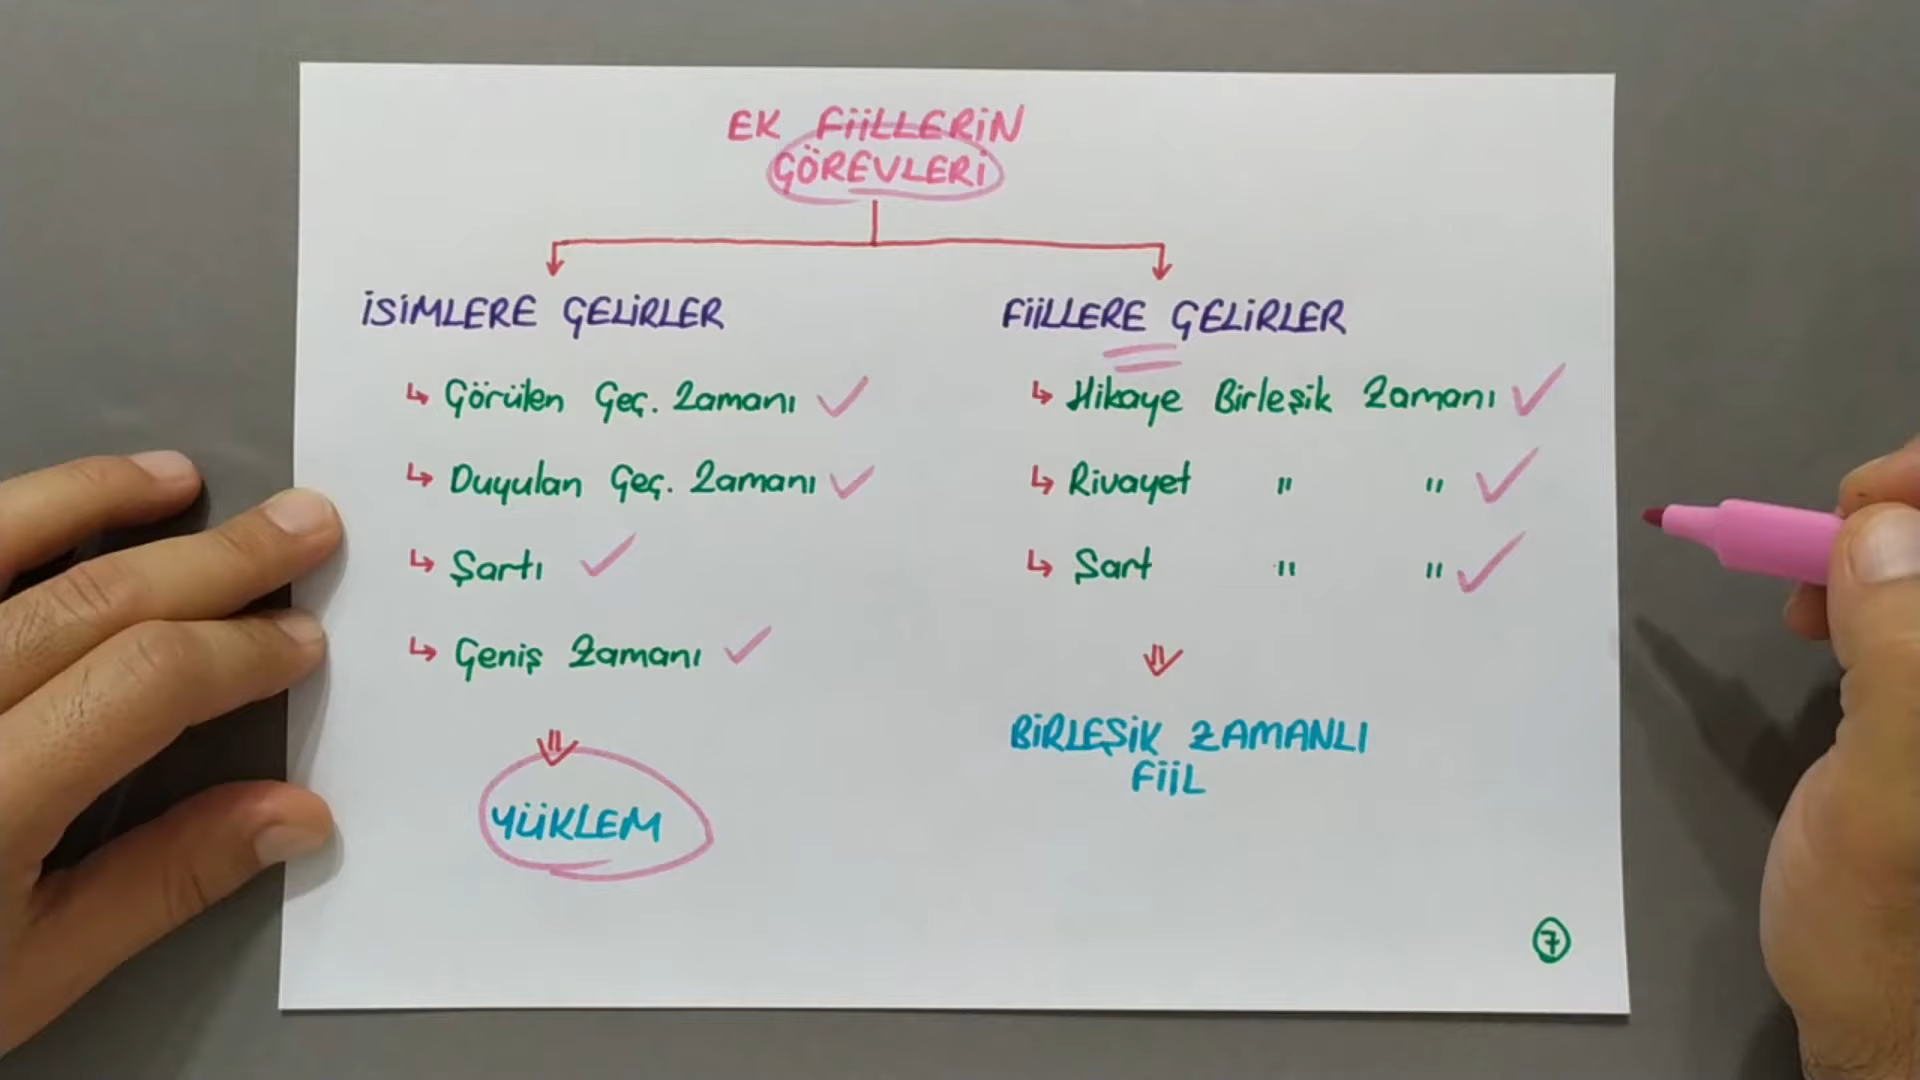 EK FİİLLERİN
GÖREVLERİ
İSİMLERE GELİRLER
↳ Görülen Geç. Zamanı ✓
↳ Duyulan Geç. Zamanı ✓
↳ Şartı ✓
↳ Geniş Zamanı ✓
YÜKLEM
FİİLLERE GELİRLER
↳ Hikaye Birleşik Zamanı ✓
↳ Rivayet " " ✓
↳ Şart " " ✓
BİRLEŞİK ZAMANLI
FİİL
7